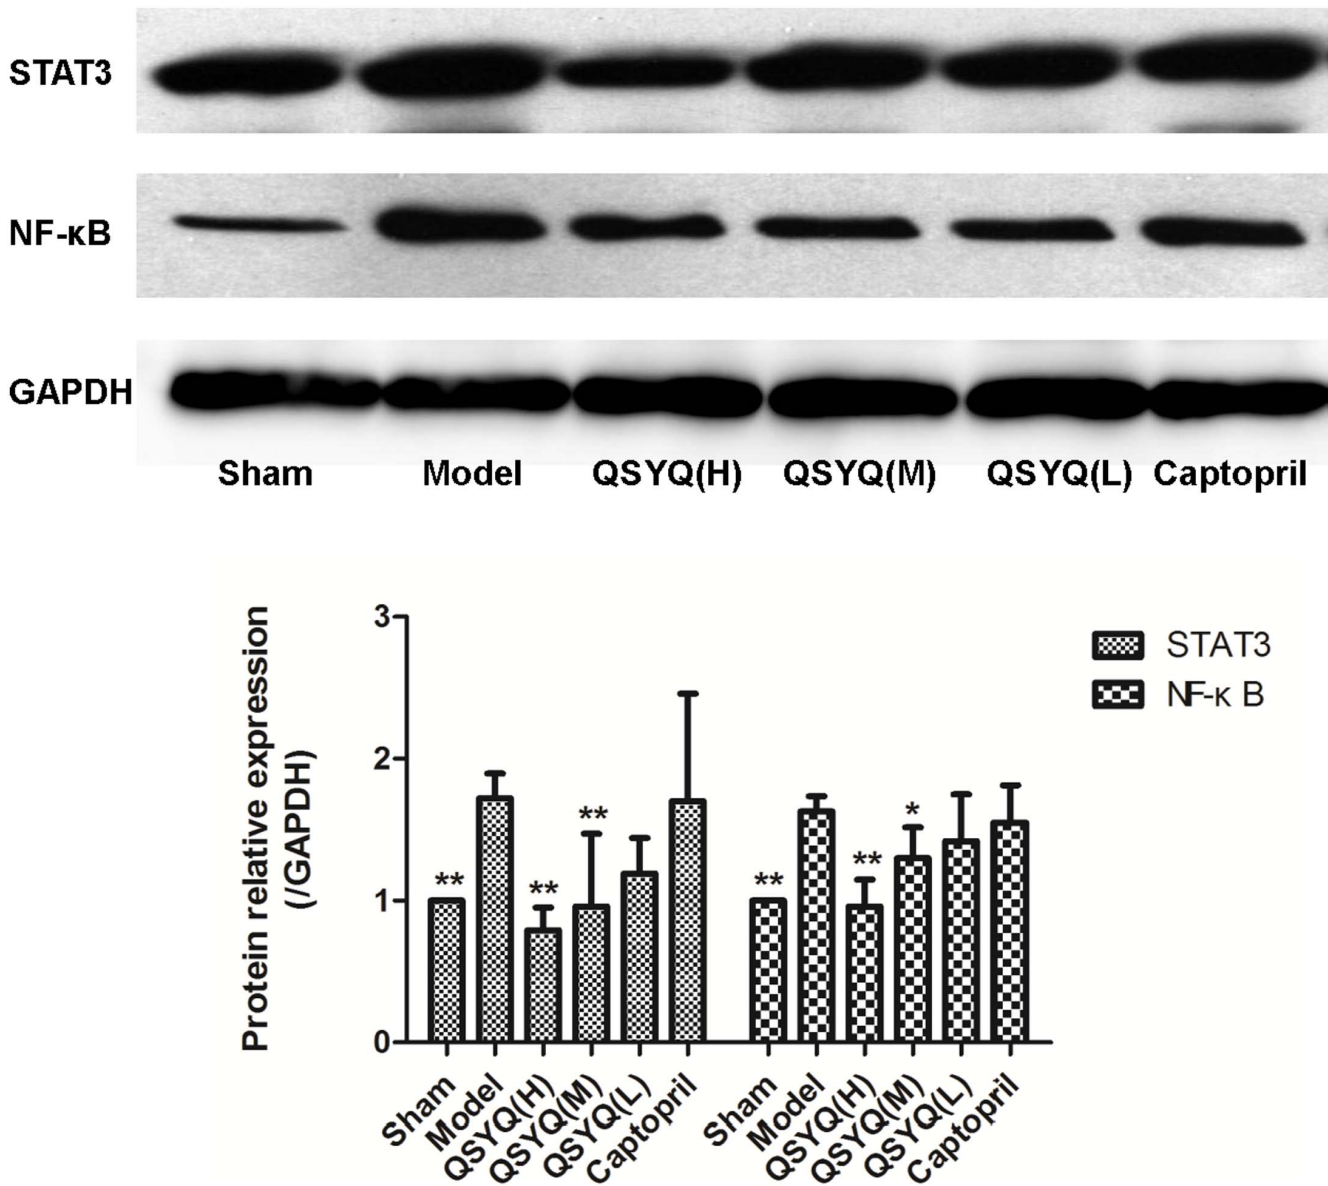 STAT3
NF-κB
GAPDH
Sham Model QSYQ(H) QSYQ(M) QSYQ(L) Captopril
Protein relative expression
(/GAPDH)
3
2
1
0
** ** ** ** ** *
STAT3
NF-κ B
Sham Model QSYQ(H) QSYQ(M) QSYQ(L) Captopril Sham Model QSYQ(H) QSYQ(M) QSYQ(L) Captopril